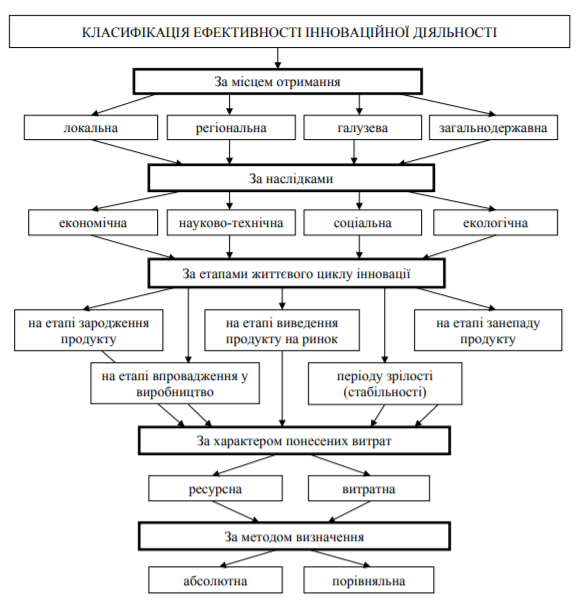 КЛАСИФІКАЦІЯ ЕФЕКТИВНОСТІ ІННОВАЦІЙНОЇ ДІЯЛЬНОСТІ
За місцем отримання
локальна
регіональна
галузева
загальнодержавна
За наслідками
економічна
науково-технічна
соціальна
екологічна
За етапами життєвого циклу інновації
на етапі зародження
продукту
на етапі виведення
продукту на ринок
на етапі занепаду
продукту
на етапі впровадження у
виробництво
періоду зрілості
(стабільності)
За характером понесених витрат
ресурсна
витратна
За методом визначення
абсолютна
порівняльна